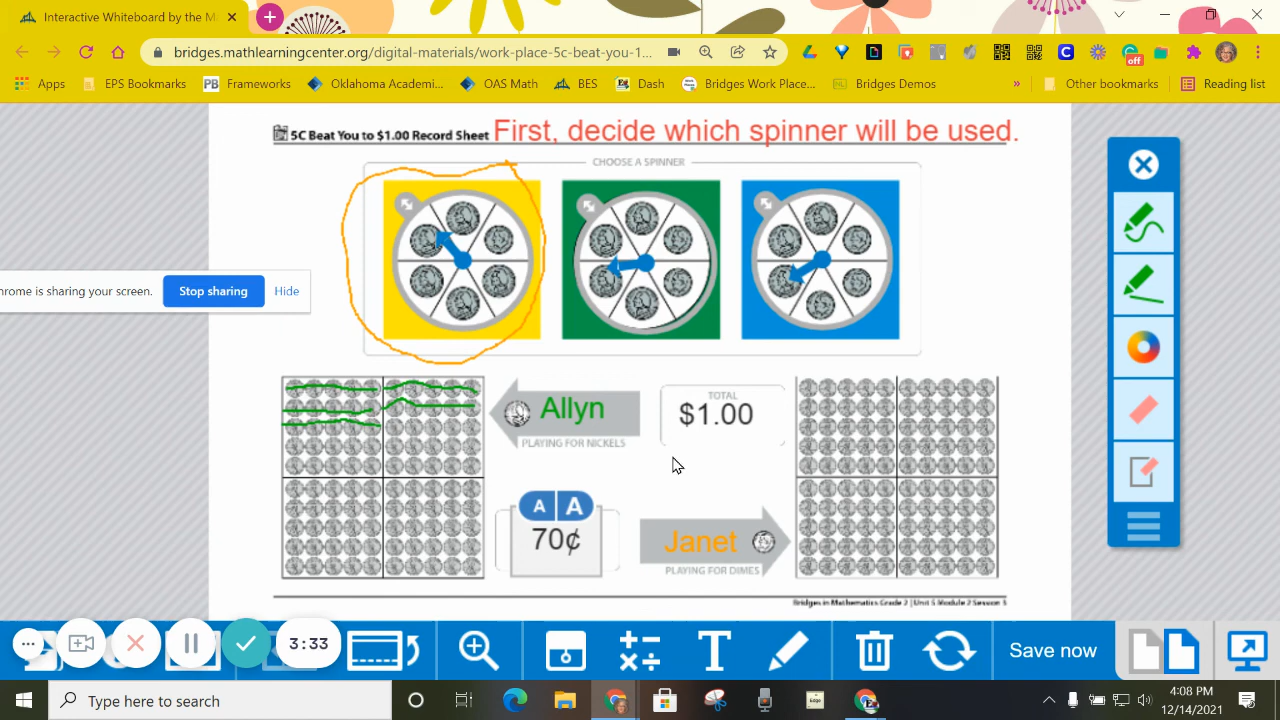 Interactive Whiteboard by the M
bridges.mathlearningcenter.org/digital-materials/work-place-5c-beat-you-1...
off
Apps
EPS Bookmarks
PB Frameworks
Oklahoma Academi...
OAS Math
BES
Dash
Bridges Work Place...
Bridges Demos
»
Other bookmarks
Reading list
5C Beat You to $1.00 Record Sheet First, decide which spinner will be used.
CHOOSE A SPINNER
hrome is sharing your screen.
Stop sharing
Hide
Allyn
PLAYING FOR NICKELS
TOTAL
$1.00
A A
70¢
Janet
PLAYING FOR DIMES
Bridges in Mathematics Grade 2 | Unit 5 Module 2 Session 3
3:33
T
Save now
Type here to search
4:08 PM
12/14/2021